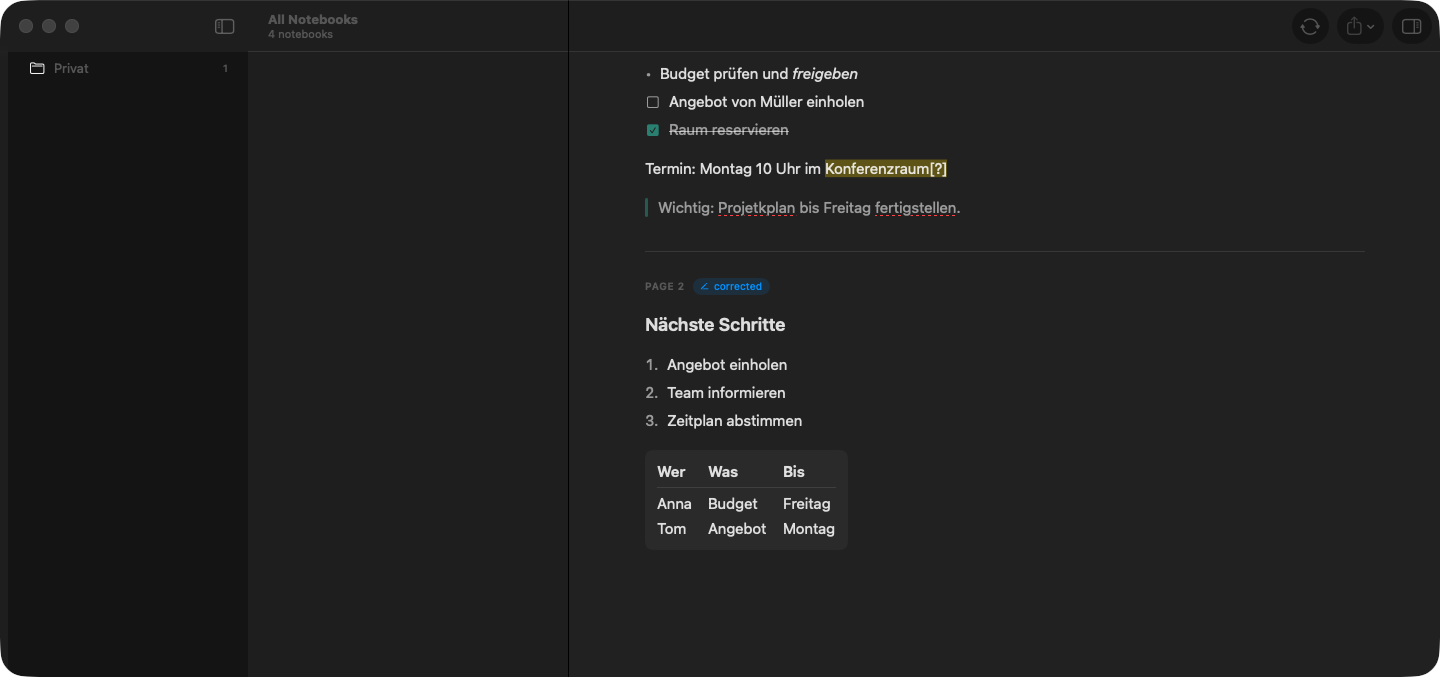 All Notebooks
4 notebooks
Privat 1
• Budget prüfen und freigeben
Angebot von Müller einholen
Raum reservieren
Termin: Montag 10 Uhr im Konferenzraum[?]
Wichtig: Projetkplan bis Freitag fertigstellen.
PAGE 2 corrected
Nächste Schritte
1. Angebot einholen
2. Team informieren
3. Zeitplan abstimmen
Wer Was Bis
Anna Budget Freitag
Tom Angebot Montag